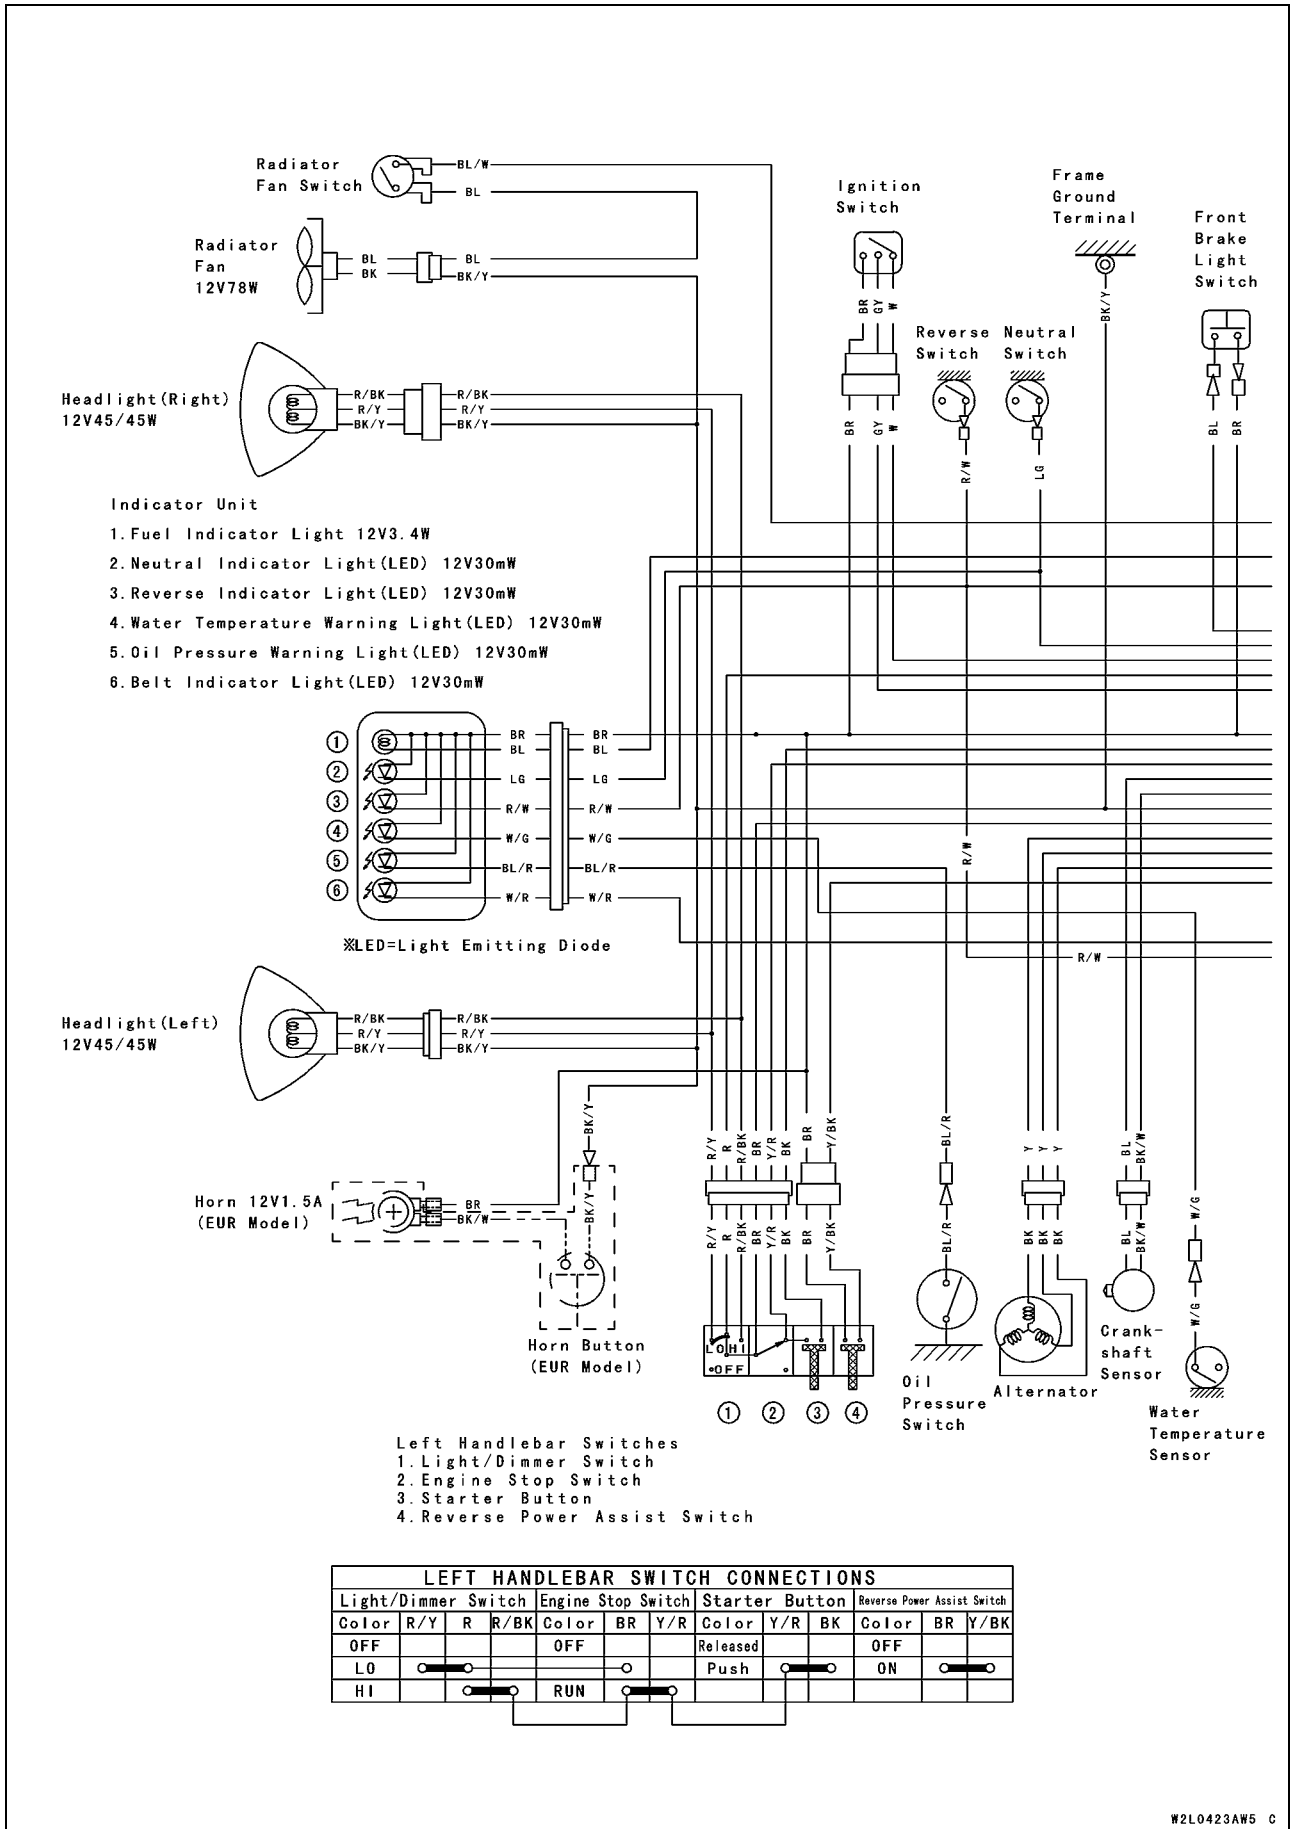 Radiator
Fan Switch
BL/W
BL
Ignition
Switch
Frame
Ground
Terminal
Front
Brake
Light
Switch
Radiator
Fan
12V78W
BL
BK
BL
BK/Y
BR
GY
W
BK/Y
Reverse
Switch
Neutral
Switch
Headlight(Right)
12V45/45W
R/BK
R/Y
BK/Y
R/BK
R/Y
BK/Y
BR
GY
W
R/W
LG
BL
BR
Indicator Unit
1.Fuel Indicator Light 12V3.4W
2.Neutral Indicator Light(LED) 12V30mW
3.Reverse Indicator Light(LED) 12V30mW
4.Water Temperature Warning Light(LED) 12V30mW
5.Oil Pressure Warning Light(LED) 12V30mW
6.Belt Indicator Light(LED) 12V30mW
1 BR BR
BL BL
2 LG LG
3 R/W R/W
4 W/G W/G
5 BL/R BL/R
6 W/R W/R
R/W
※LED=Light Emitting Diode
R/W
Headlight(Left)
12V45/45W
R/BK
R/Y
BK/Y
R/BK
R/Y
BK/Y
BK/Y
R/Y
R
R/BK
BR
Y/R
BK
BR
Y/BK
BL/R
Y
Y
Y
BL
BK/W
Horn 12V1.5A
(EUR Model)
BR
BK/W
BK/Y
R/Y
R
R/BK
BR
Y/R
BK
BR
Y/BK
BL/R
BK
BK
BK
BL
BK/W
W/G
W/G
Horn Button
(EUR Model)
LO HI
OFF
1 2 3 4
Oil
Pressure
Switch
Alternator
Crank-
shaft
Sensor
Water
Temperature
Sensor
Left Handlebar Switches
1.Light/Dimmer Switch
2.Engine Stop Switch
3.Starter Button
4.Reverse Power Assist Switch
LEFT HANDLEBAR SWITCH CONNECTIONS
Light/Dimmer Switch Engine Stop Switch Starter Button Reverse Power Assist Switch
Color R/Y R R/BK Color BR Y/R Color Y/R BK Color BR Y/BK
OFF OFF Released OFF
LO Push ON
HI RUN
W2L0423AW5 C